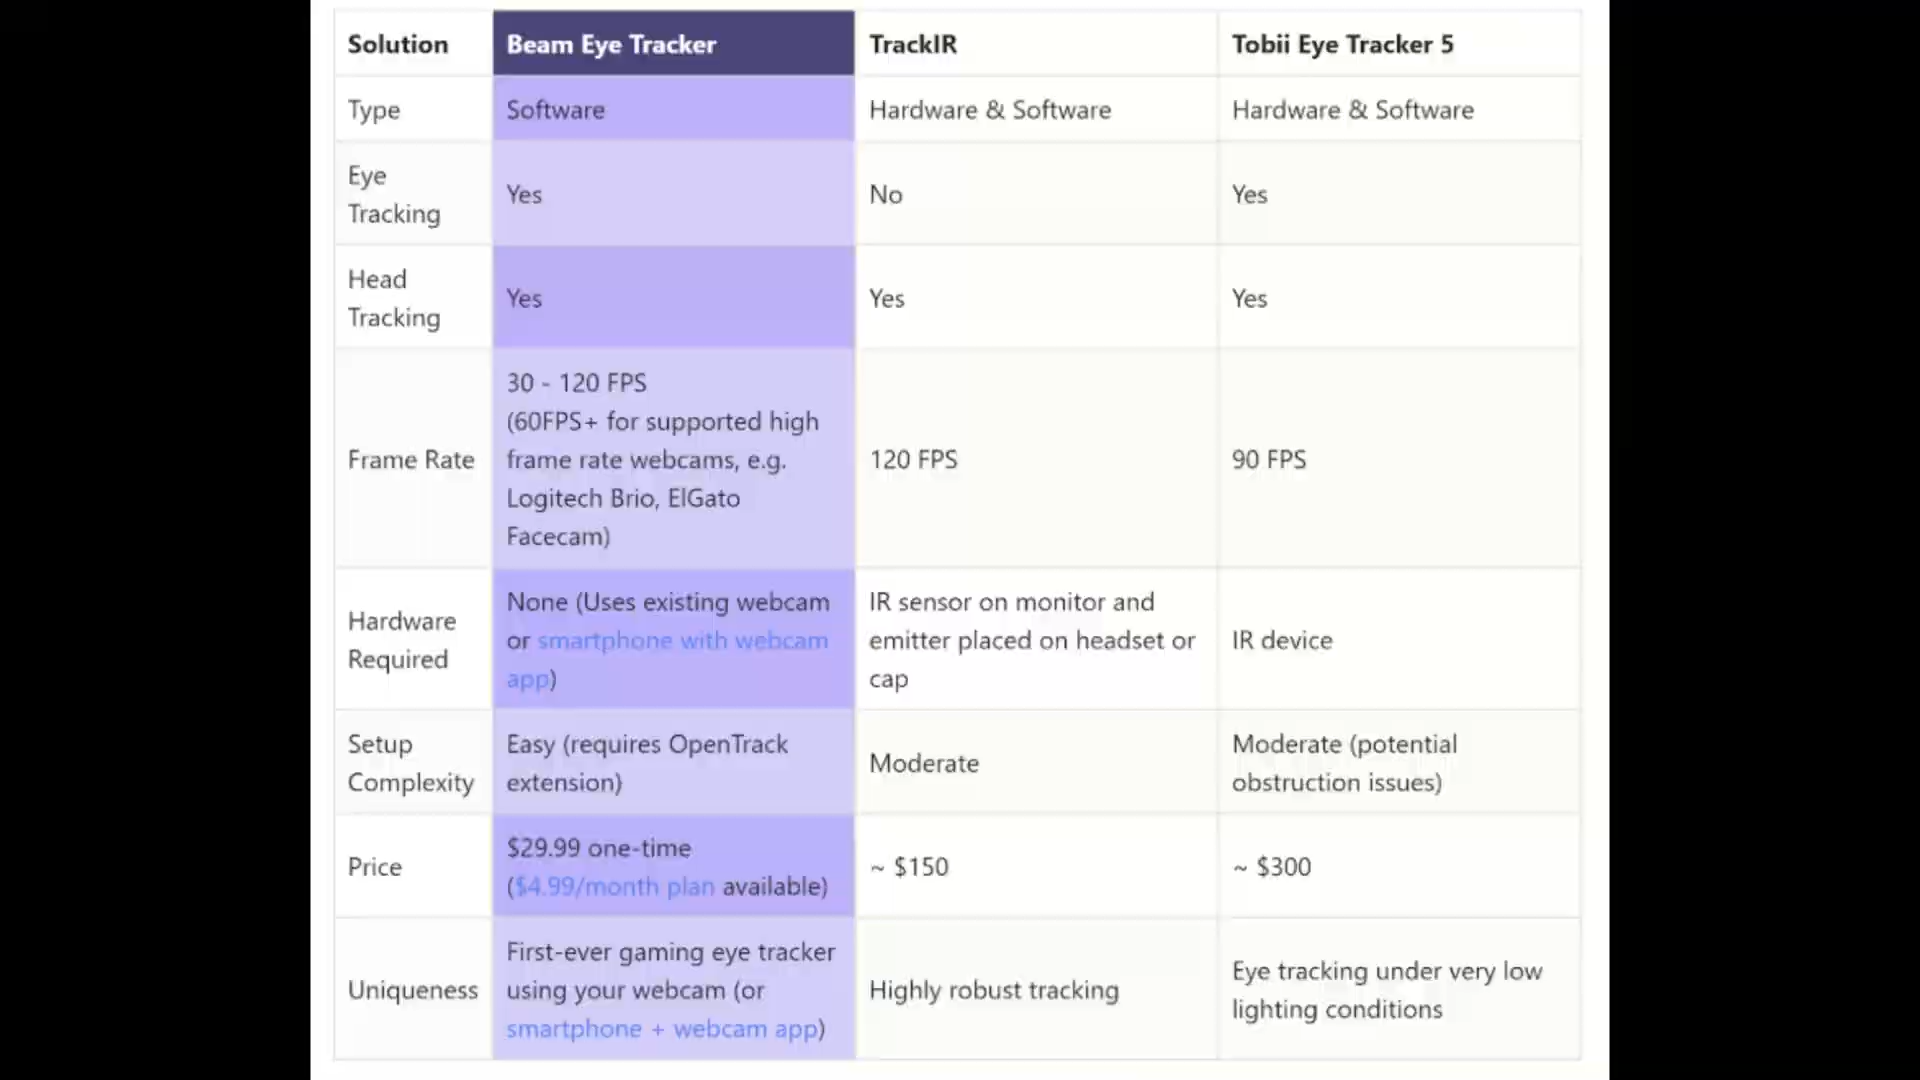 Solution
Beam Eye Tracker
TrackIR
Tobii Eye Tracker 5
Type
Software
Hardware & Software
Hardware & Software
Eye
Tracking
Yes
No
Yes
Head
Tracking
Yes
Yes
Yes
Frame Rate
30 - 120 FPS
(60FPS+ for supported high
frame rate webcams, e.g.
Logitech Brio, ElGato
Facecam)
120 FPS
90 FPS
Hardware
Required
None (Uses existing webcam
or smartphone with webcam
app)
IR sensor on monitor and
emitter placed on headset or
cap
IR device
Setup
Complexity
Easy (requires OpenTrack
extension)
Moderate
Moderate (potential
obstruction issues)
Price
$29.99 one-time
($4.99/month plan available)
~ $150
~ $300
Uniqueness
First-ever gaming eye tracker
using your webcam (or
smartphone + webcam app)
Highly robust tracking
Eye tracking under very low
lighting conditions